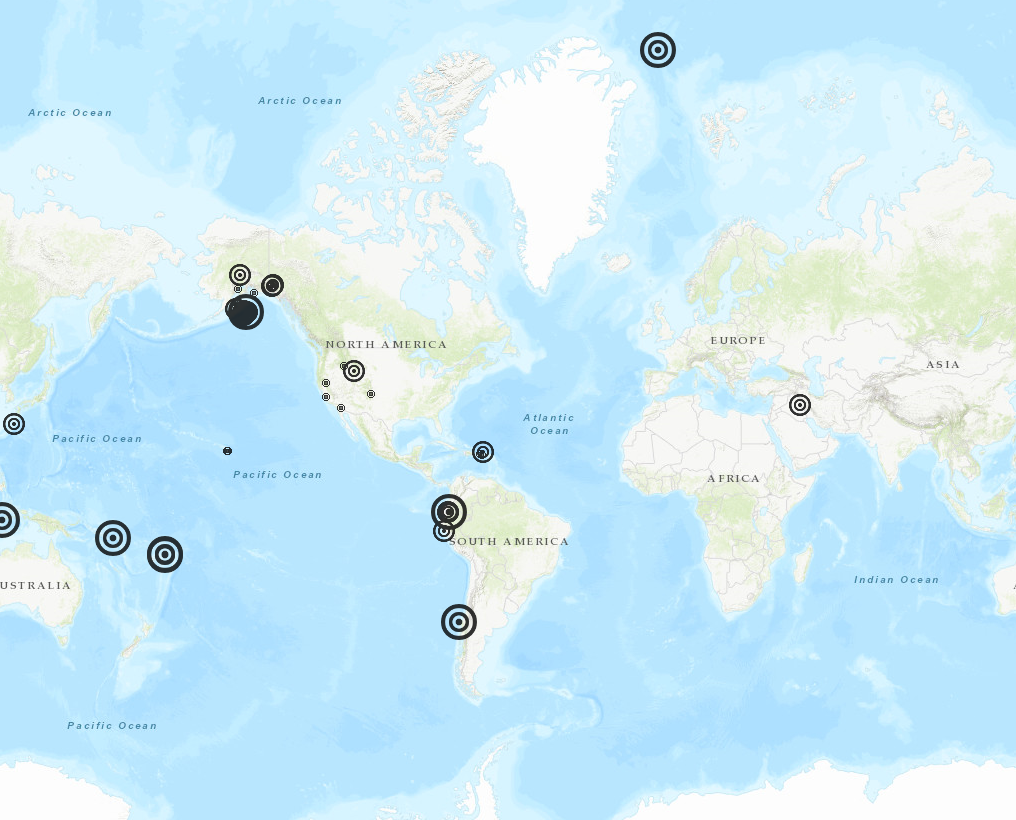 Arctic Ocean
Arctic Ocean
NORTH AMERICA
EUROPE
ASIA
Atlantic
Ocean
Pacific Ocean
Pacific Ocean
AFRICA
SOUTH AMERICA
Indian Ocean
USTRALIA
Pacific Ocean